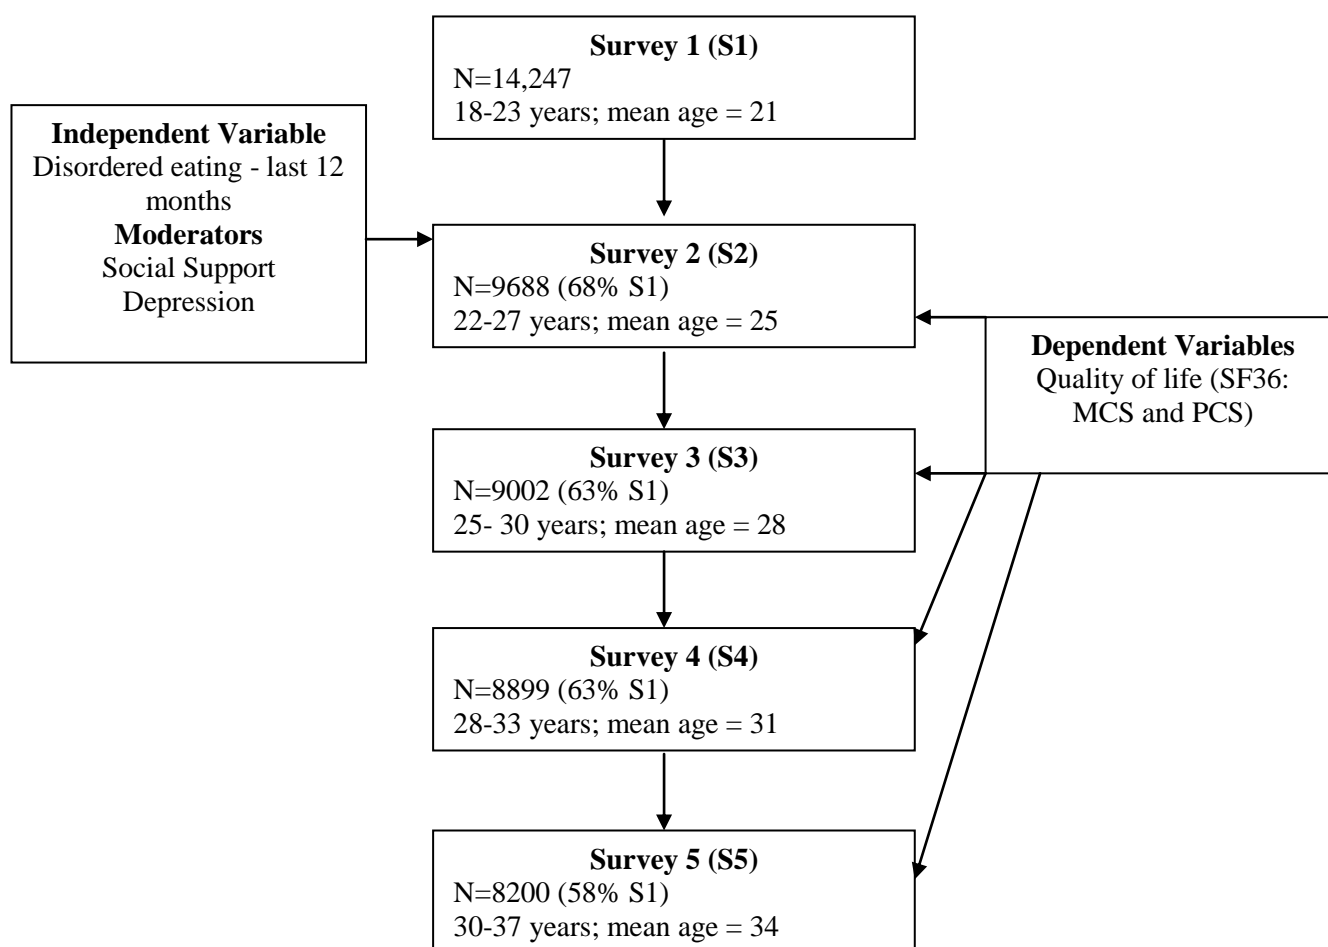 Survey 1 (S1)
N=14,247
18-23 years; mean age = 21
Independent Variable
Disordered eating - last 12
months
Moderators
Social Support
Depression
Survey 2 (S2)
N=9688 (68% S1)
22-27 years; mean age = 25
Dependent Variables
Quality of life (SF36:
MCS and PCS)
Survey 3 (S3)
N=9002 (63% S1)
25- 30 years; mean age = 28
Survey 4 (S4)
N=8899 (63% S1)
28-33 years; mean age = 31
Survey 5 (S5)
N=8200 (58% S1)
30-37 years; mean age = 34